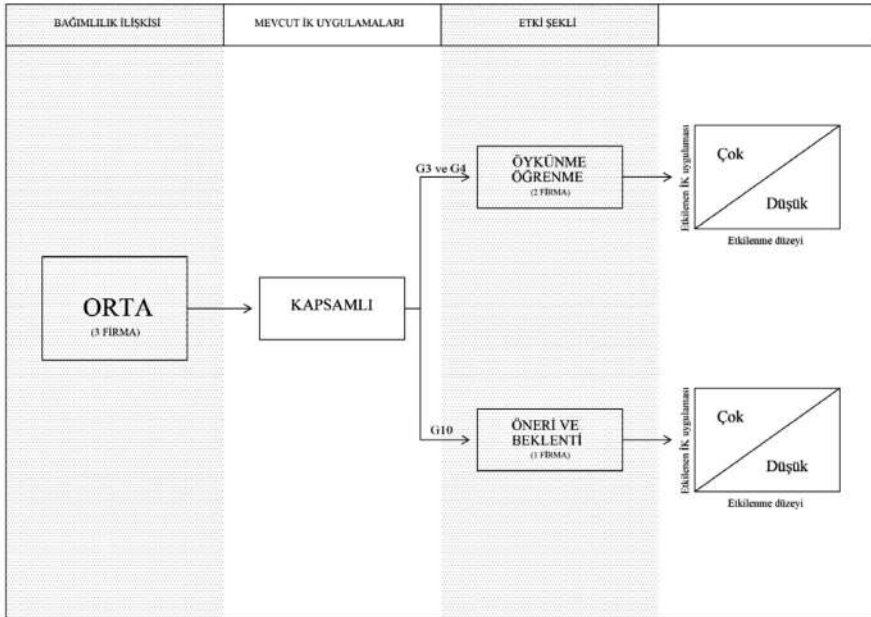 BAĞIMLILIK İLİŞKİSİ
MEVCUT İK UYGULAMALARI
ETKİ ŞEKLİ
ORTA
(3 FİRMA)
KAPSAMLI
G3 ve G4
ÖYKÜNME
ÖĞRENME
(2 FİRMA)
Etkilenen İK uygulaması
Çok
Düşük
Etkilenme düzeyi
G10
ÖNERİ VE
BEKLENTİ
(1 FİRMA)
Etkilenen İK uygulaması
Çok
Düşük
Etkilenme düzeyi